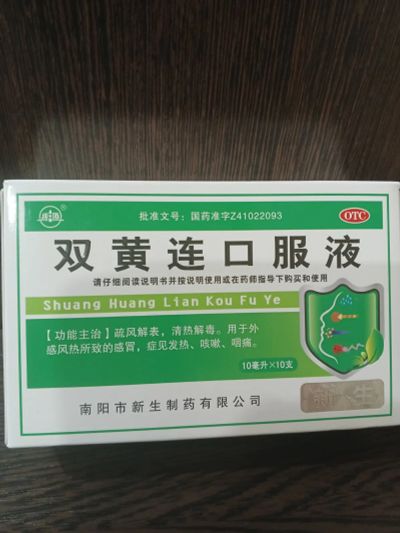 批准文号：国药准字Z41022093
OTC
双黄连口服液
请仔细阅读说明书并按说明使用或在药师指导下购买和使用
Shuang Huang Lian Kou Fu Ye
【功能主治】疏风解表，清热解毒。用于外
感风热所致的感冒，症见发热、咳嗽、咽痛。
10毫升×10支
南阳市新生制药有限公司